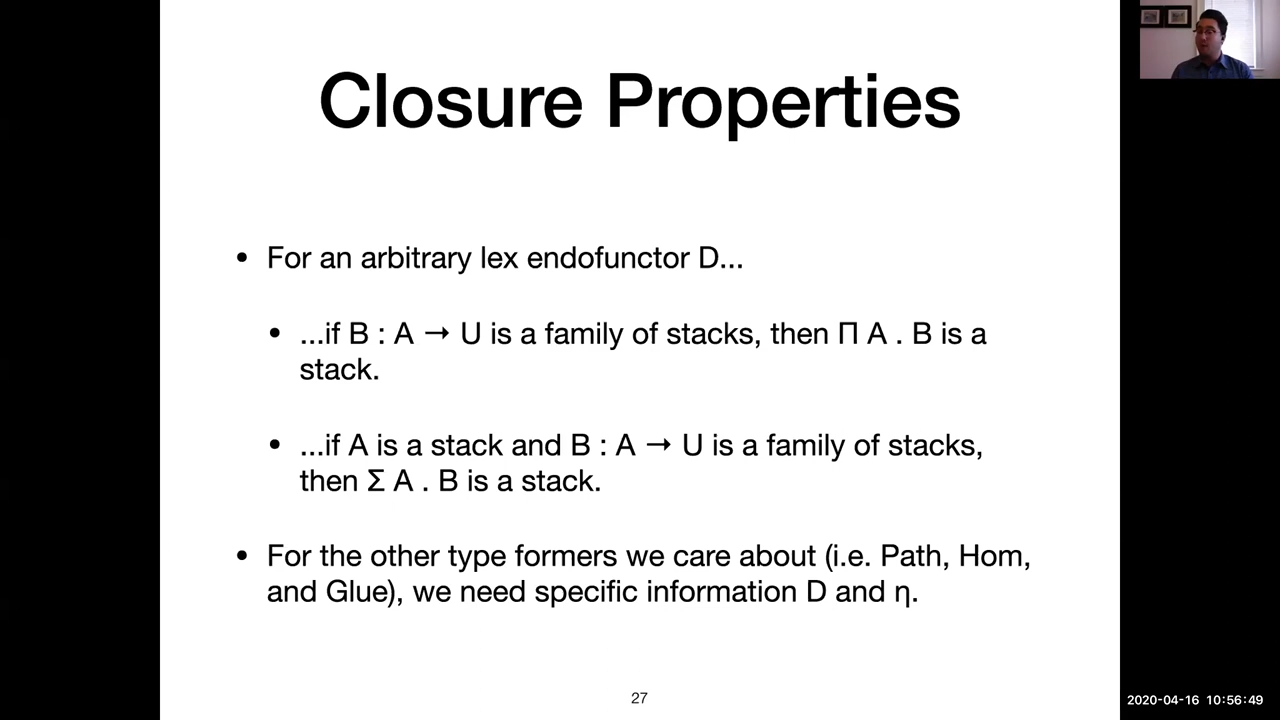 Closure Properties
• For an arbitrary lex endofunctor D...
• ...if B : A → U is a family of stacks, then Π A . B is a
stack.
• ...if A is a stack and B : A → U is a family of stacks,
then Σ A . B is a stack.
• For the other type formers we care about (i.e. Path, Hom,
and Glue), we need specific information D and η.
27
2020-04-16 10:56:49